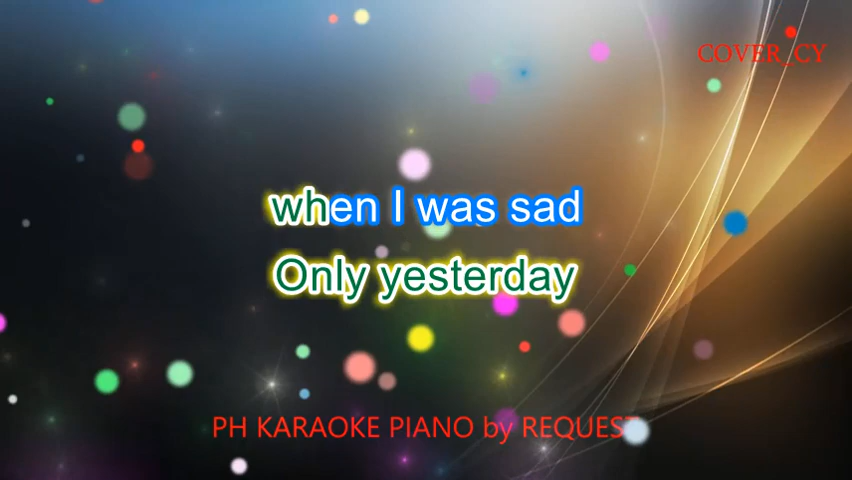 COVER_CY
when I was sad
Only yesterday
PH KARAOKE PIANO by REQUEST